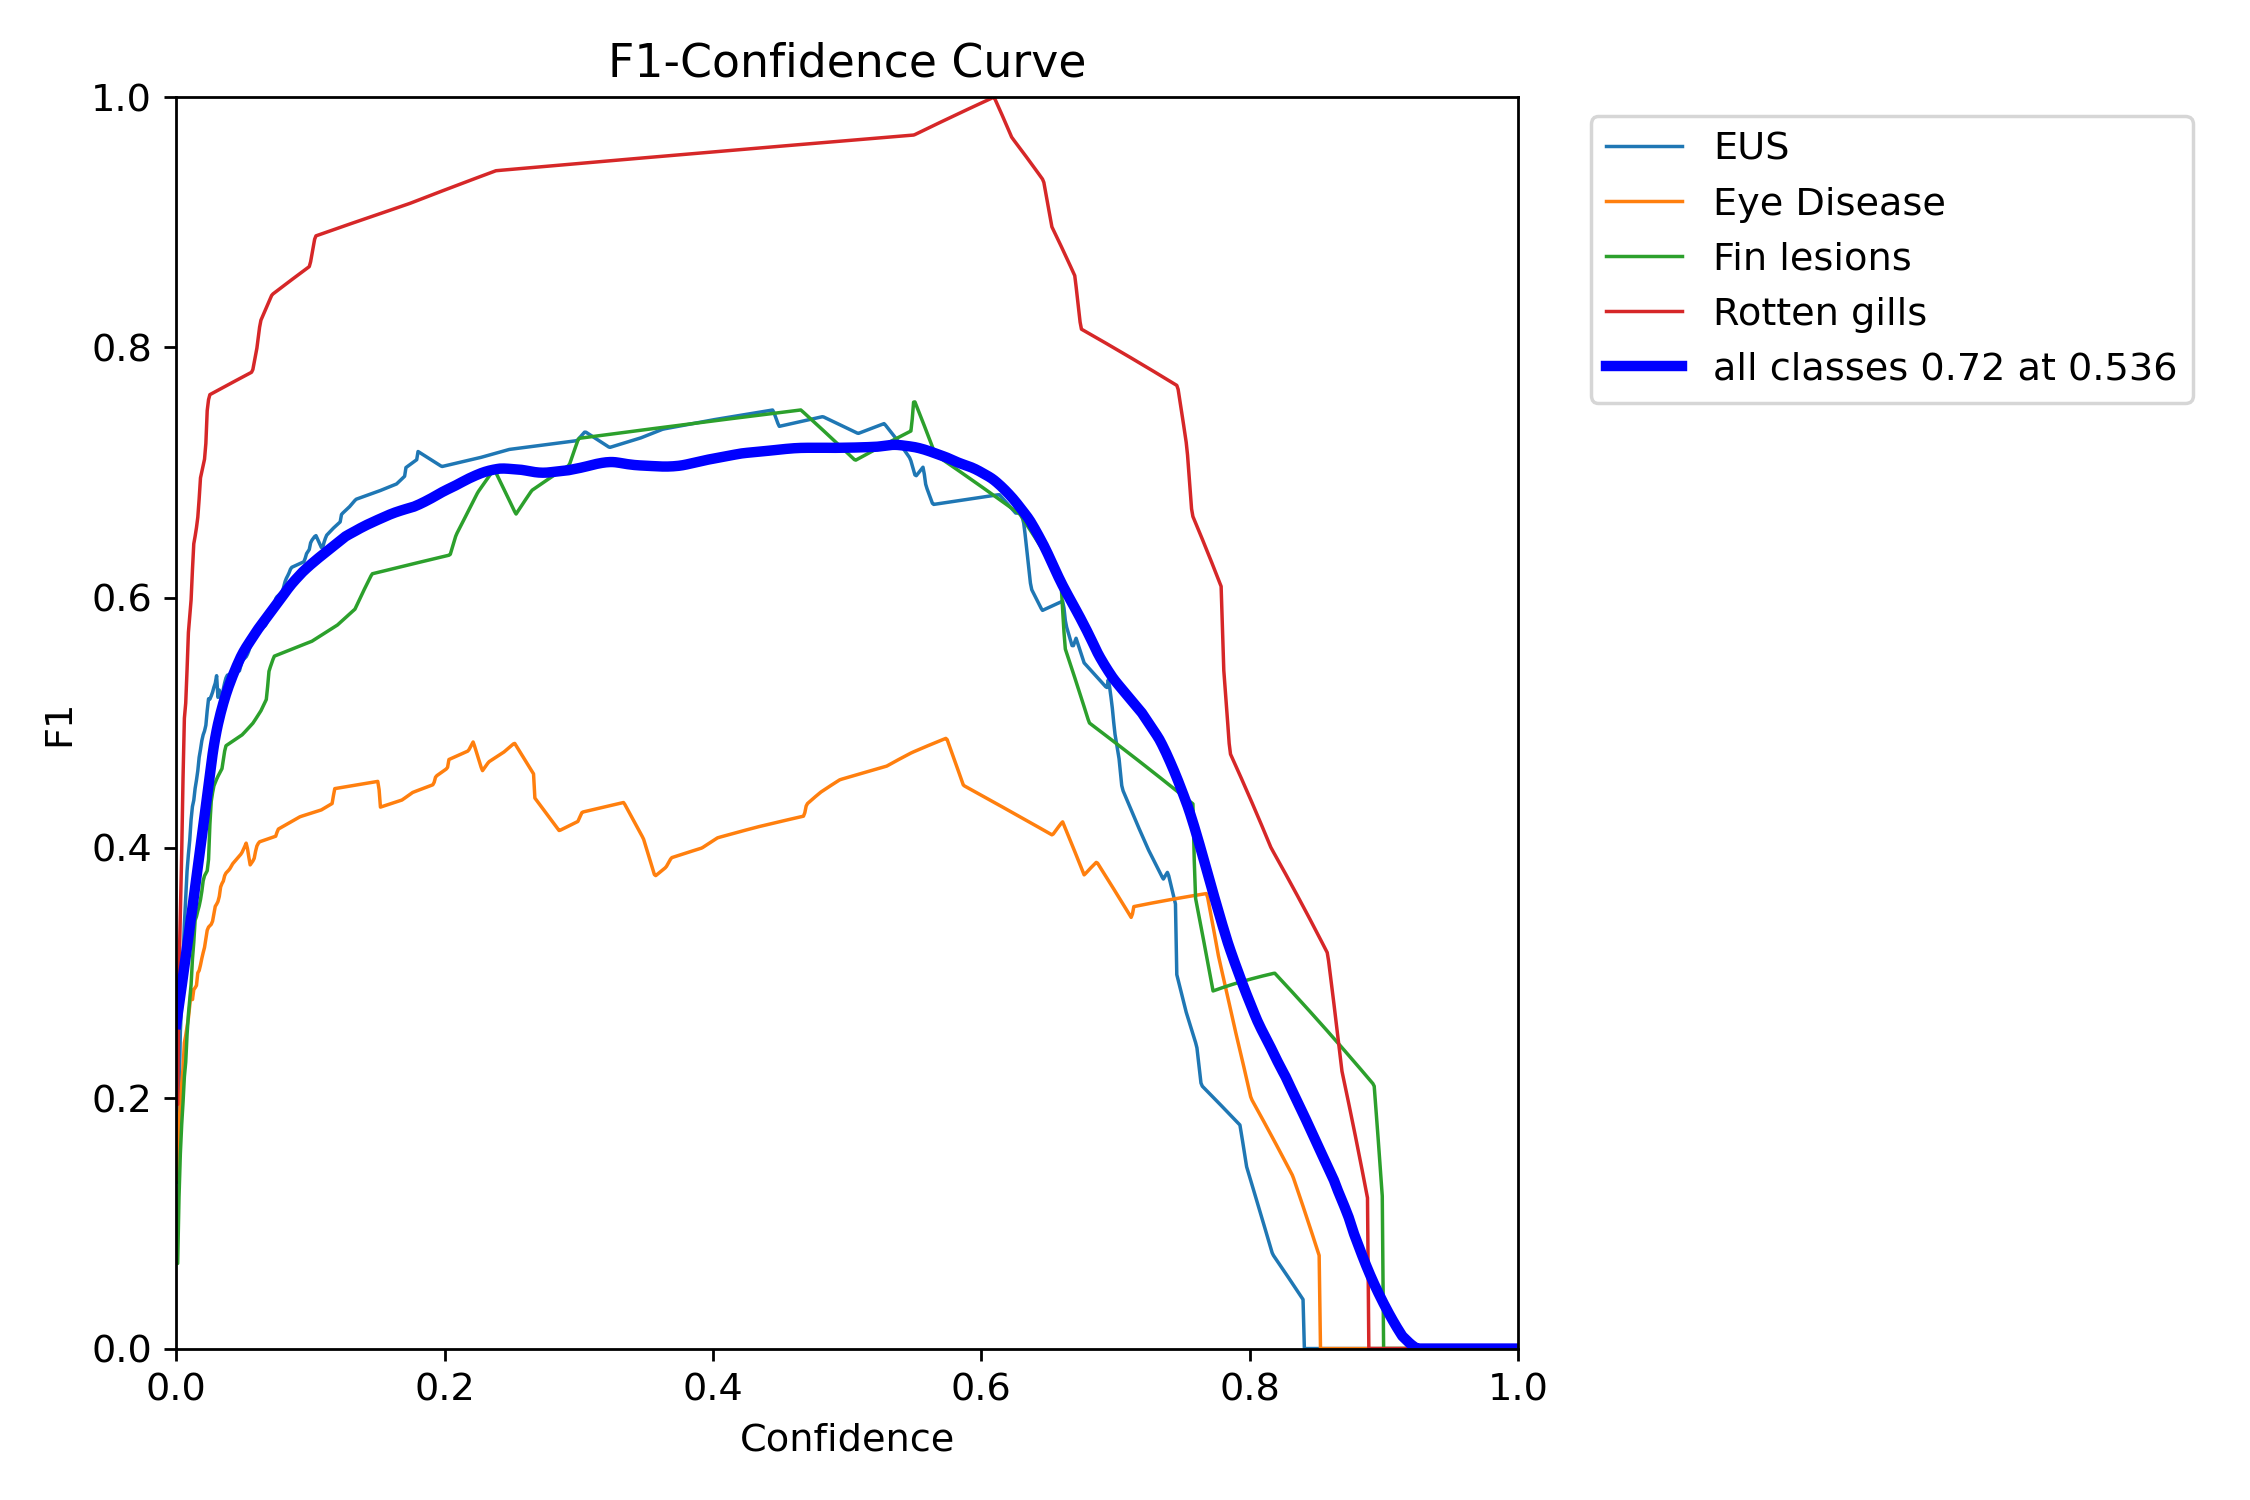 F1-Confidence Curve
1.0
0.8
0.6
0.4
0.2
0.0
F1
0.0 0.2 0.4 0.6 0.8 1.0
Confidence
EUS
Eye Disease
Fin lesions
Rotten gills
all classes 0.72 at 0.536